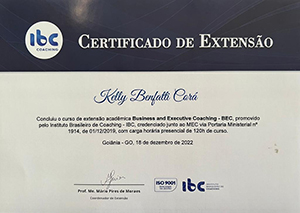 ibc
COACHING
CERTIFICADO DE EXTENSÃO
Kelly Benfatti Corá
Concluiu o curso de extensão acadêmica Business and Executive Coaching - BEC, promovido
pelo Instituto Brasileiro de Coaching - IBC, credenciado junto ao MEC via Portaria Ministerial nº
1914, de 01/12/2019, com carga horária presencial de 120h de curso.
Goiânia - GO, 18 de dezembro de 2022
Prof. Me. Mário Pires de Moraes
Coordenador de Extensão
ISO 9001
ibc